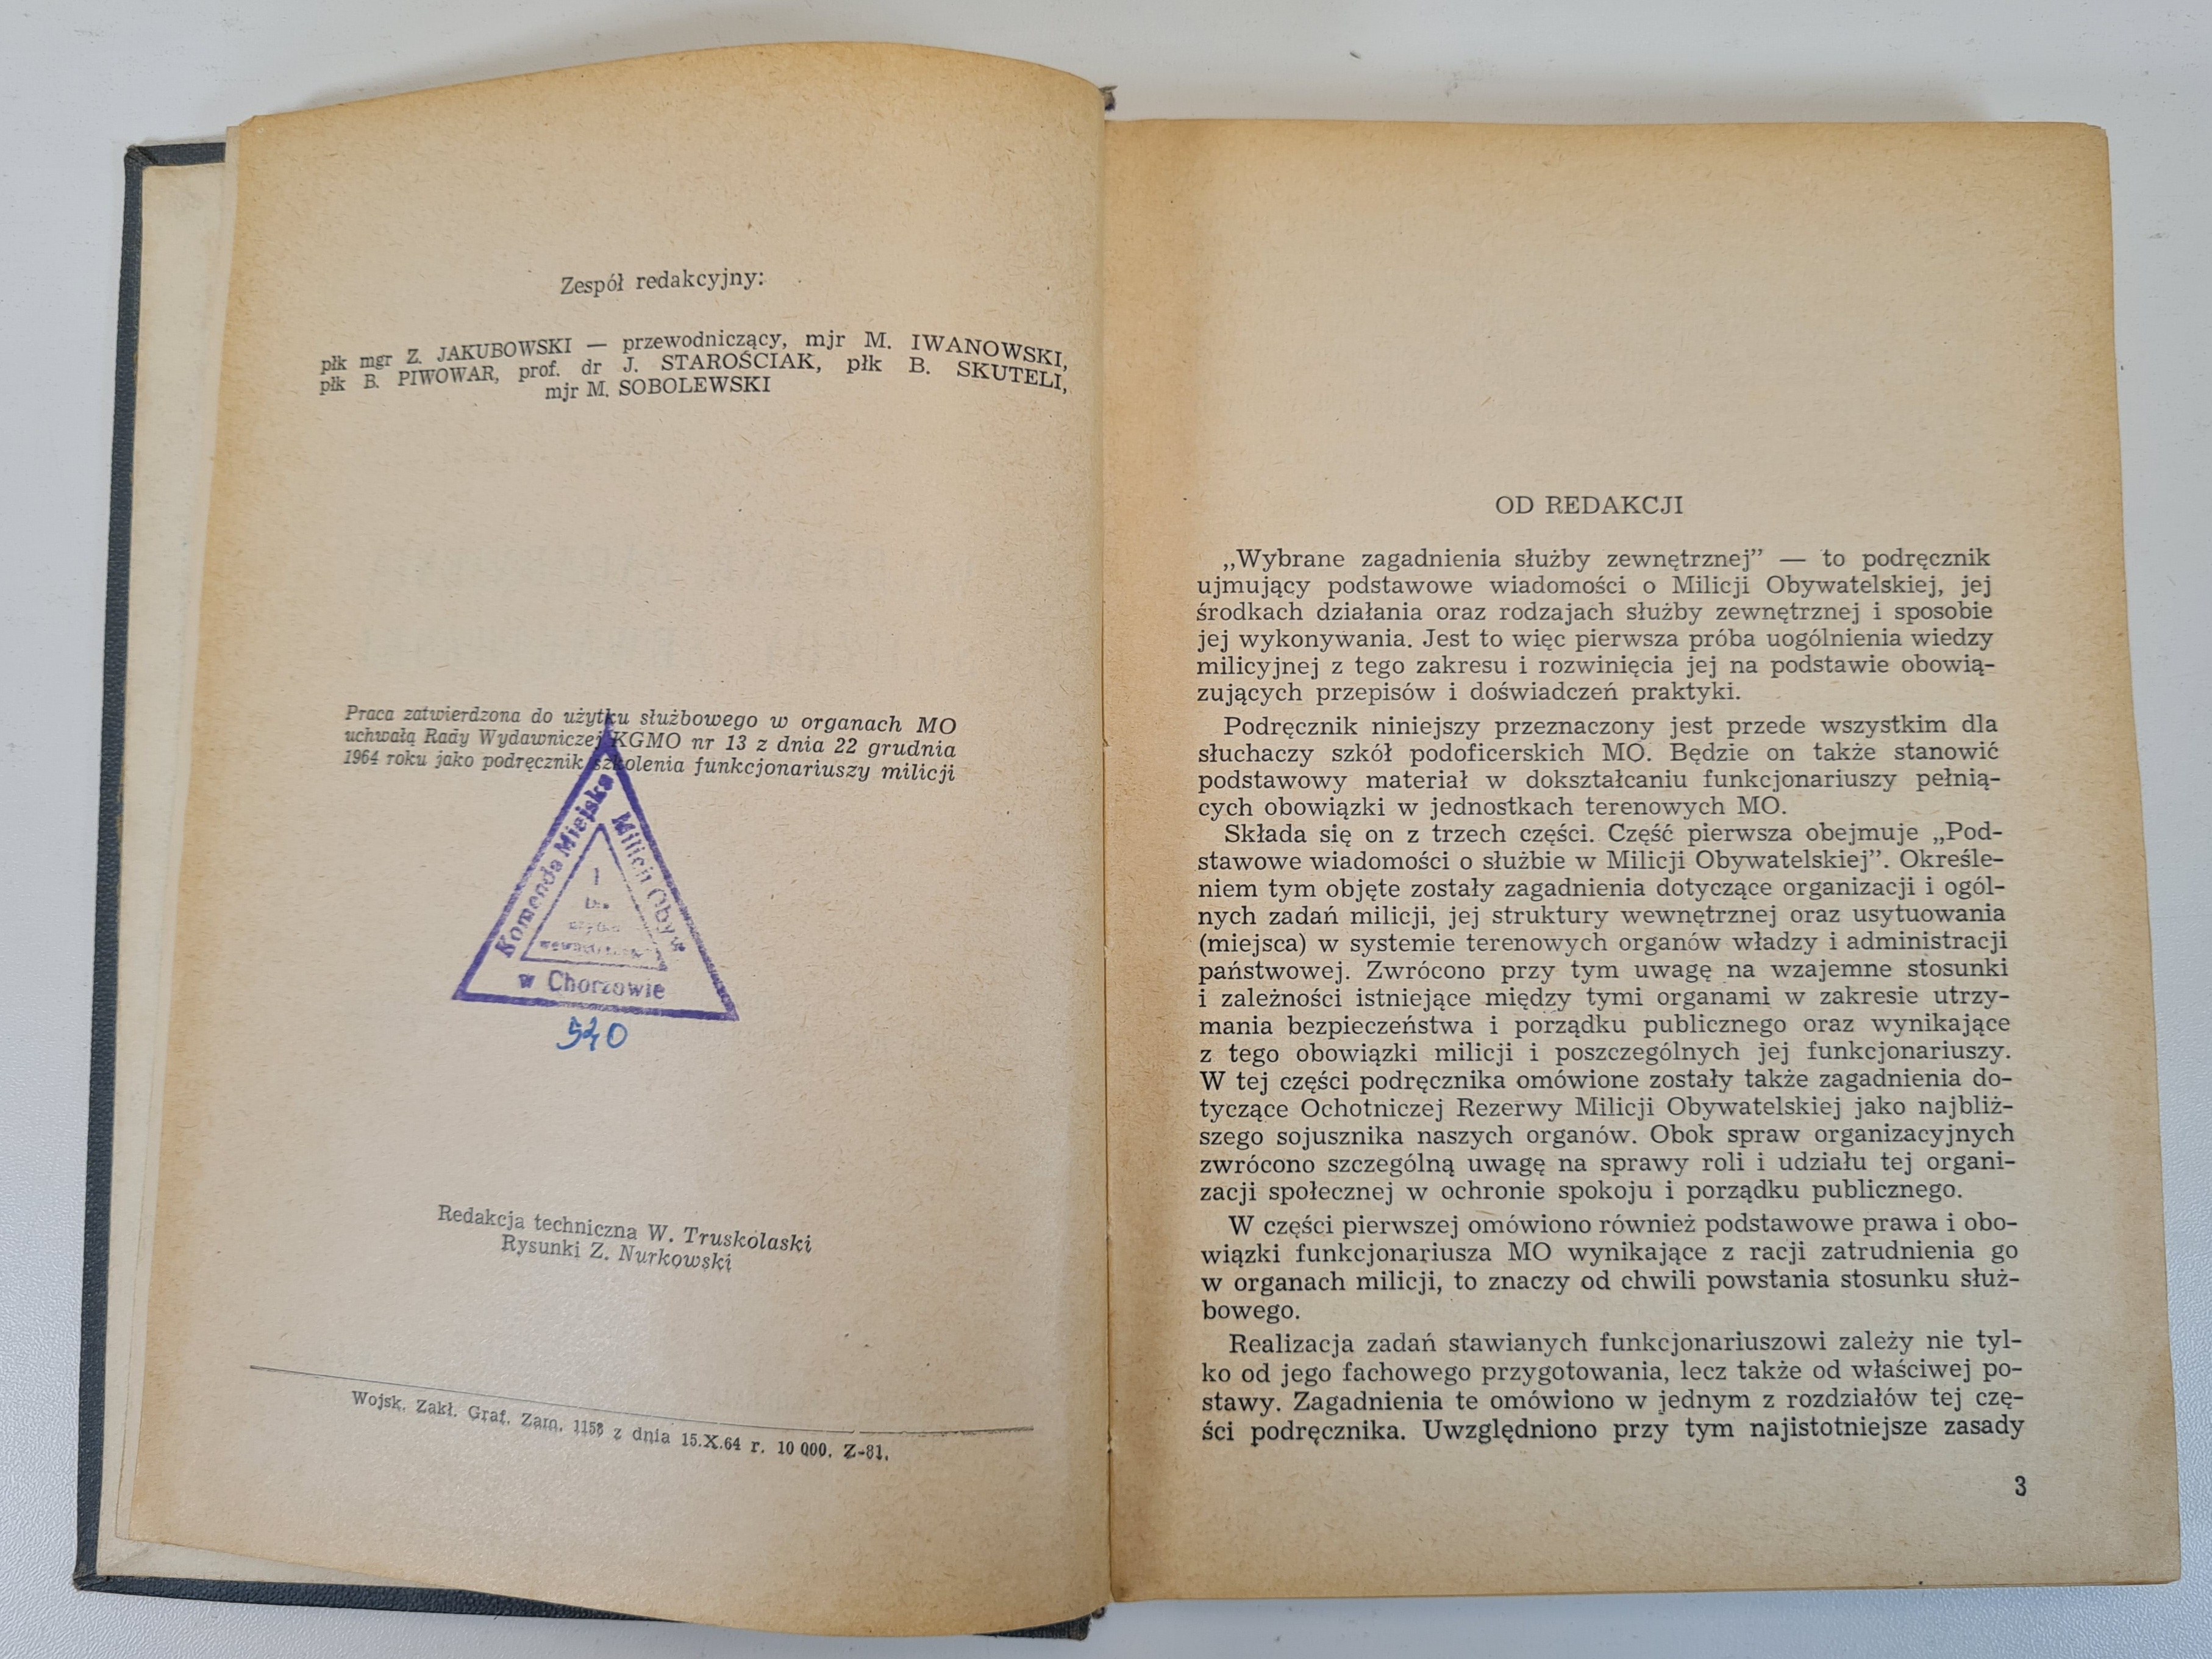 Zespół redakcyjny:
płk mgr Z. JAKUBOWSKI — przewodniczący, mjr M. IWANOWSKI,
płk B. PIWOWAR, prof. dr J. STAROŚCIAK, płk B. SKUTELI,
mjr M. SOBOLEWSKI
Praca zatwierdzona do użytku służbowego w organach MO
uchwałą Rady Wydawniczej KGMO nr 13 z dnia 22 grudnia
1964 roku jako podręcznik szkolenia funkcjonariuszy milicji
Komenda Miejska
Milicji Obyw
w Chorzowie
Redakcja techniczna W. Truskolaski
Rysunki Z. Nurkowski
Wojsk. Zakł. Graf. Zam. 1158 z dnia 15.X.64 r. 10 000. Z-81.
OD REDAKCJI
„Wybrane zagadnienia służby zewnętrznej” — to podręcznik
ujmujący podstawowe wiadomości o Milicji Obywatelskiej, jej
środkach działania oraz rodzajach służby zewnętrznej i sposobie
jej wykonywania. Jest to więc pierwsza próba uogólnienia wiedzy
milicyjnej z tego zakresu i rozwinięcia jej na podstawie obowią-
zujących przepisów i doświadczeń praktyki.
Podręcznik niniejszy przeznaczony jest przede wszystkim dla
słuchaczy szkół podoficerskich MO. Będzie on także stanowić
podstawowy materiał w dokształcaniu funkcjonariuszy pełnią-
cych obowiązki w jednostkach terenowych MO.
Składa się on z trzech części. Część pierwsza obejmuje „Pod-
stawowe wiadomości o służbie w Milicji Obywatelskiej”. Określe-
niem tym objęte zostały zagadnienia dotyczące organizacji i ogól-
nych zadań milicji, jej struktury wewnętrznej oraz usytuowania
(miejsca) w systemie terenowych organów władzy i administracji
państwowej. Zwrócono przy tym uwagę na wzajemne stosunki
i zależności istniejące między tymi organami w zakresie utrzy-
mania bezpieczeństwa i porządku publicznego oraz wynikające
z tego obowiązki milicji i poszczególnych jej funkcjonariuszy.
W tej części podręcznika omówione zostały także zagadnienia do-
tyczące Ochotniczej Rezerwy Milicji Obywatelskiej jako najbliż-
szego sojusznika naszych organów. Obok spraw organizacyjnych
zwrócono szczególną uwagę na sprawy roli i udziału tej organi-
zacji społecznej w ochronie spokoju i porządku publicznego.
W części pierwszej omówiono również podstawowe prawa i obo-
wiązki funkcjonariusza MO wynikające z racji zatrudnienia go
w organach milicji, to znaczy od chwili powstania stosunku służ-
bowego.
Realizacja zadań stawianych funkcjonariuszowi zależy nie tyl-
ko od jego fachowego przygotowania, lecz także od właściwej po-
stawy. Zagadnienia te omówiono w jednym z rozdziałów tej czę-
ści podręcznika. Uwzględniono przy tym najistotniejsze zasady
3